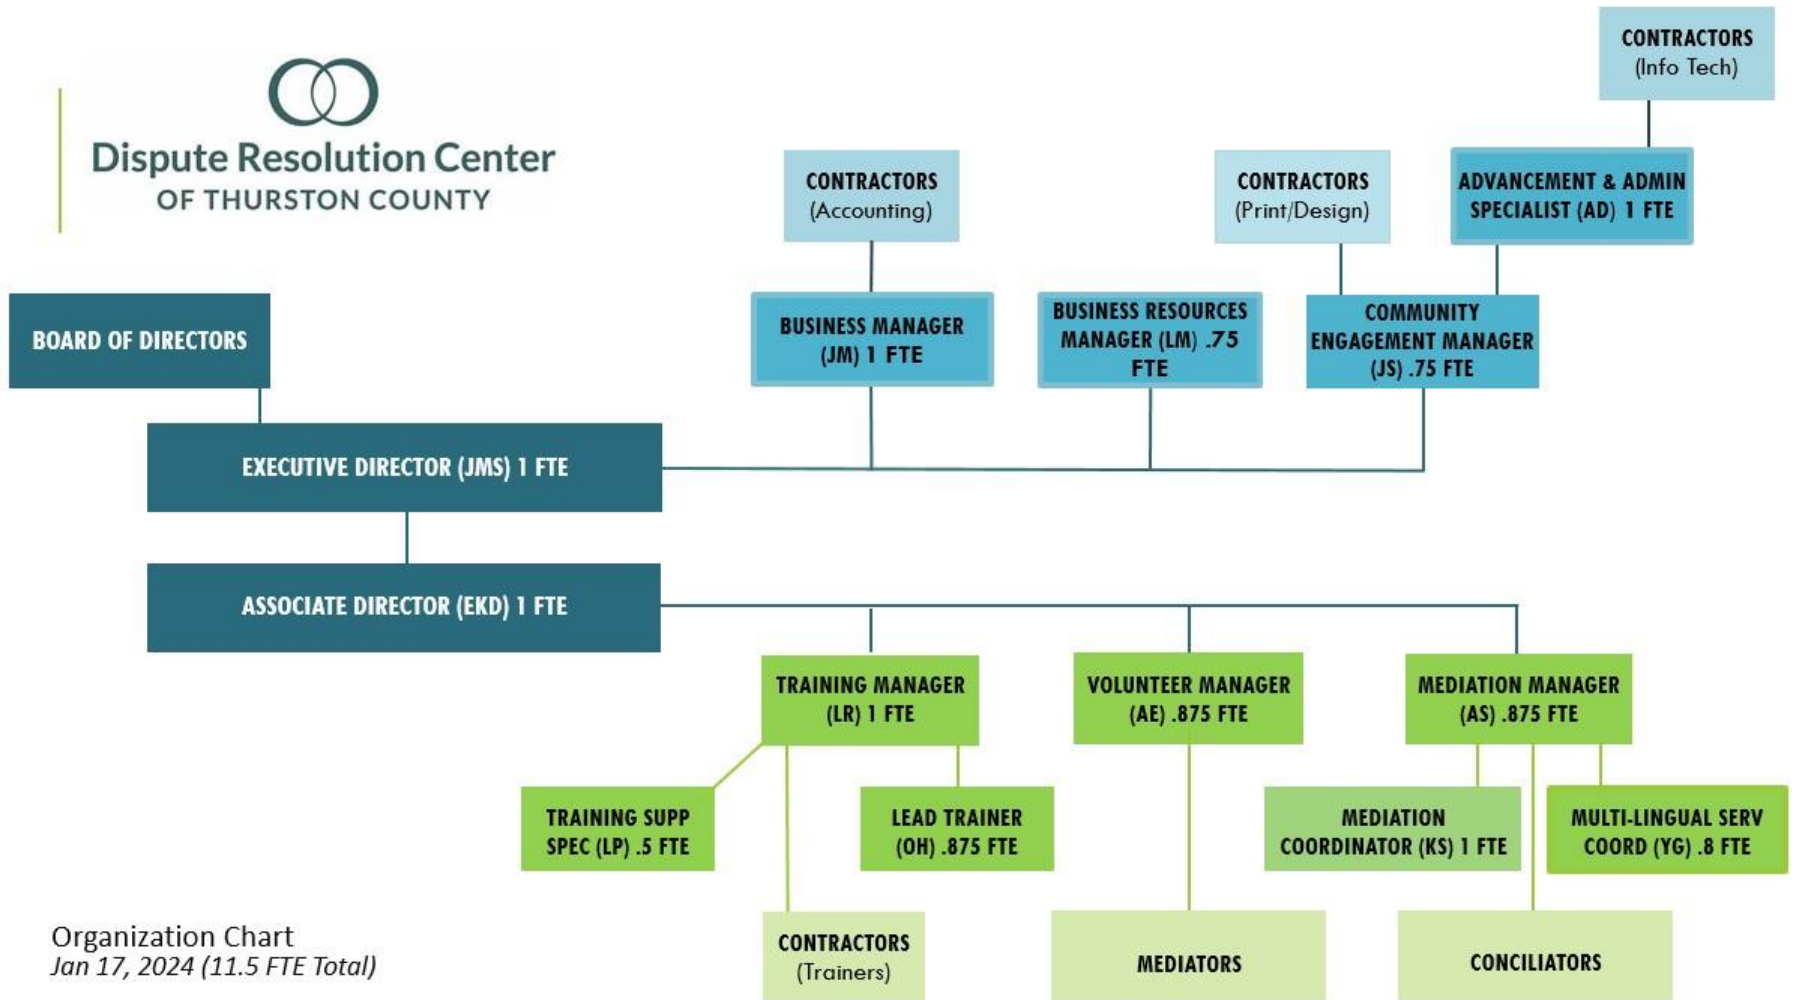 Dispute Resolution Center
OF THURSTON COUNTY
CONTRACTORS
(Info Tech)
CONTRACTORS
(Accounting)
CONTRACTORS
(Print/Design)
ADVANCEMENT & ADMIN
SPECIALIST (AD) 1 FTE
BOARD OF DIRECTORS
BUSINESS MANAGER
(JM) 1 FTE
BUSINESS RESOURCES
MANAGER (LM) .75
FTE
COMMUNITY
ENGAGEMENT MANAGER
(JS) .75 FTE
EXECUTIVE DIRECTOR (JMS) 1 FTE
ASSOCIATE DIRECTOR (EKD) 1 FTE
TRAINING MANAGER
(LR) 1 FTE
VOLUNTEER MANAGER
(AE) .875 FTE
MEDIATION MANAGER
(AS) .875 FTE
TRAINING SUPP
SPEC (LP) .5 FTE
LEAD TRAINER
(OH) .875 FTE
MEDIATION
COORDINATOR (KS) 1 FTE
MULTI-LINGUAL SERV
COORD (YG) .8 FTE
CONTRACTORS
(Trainers)
MEDIATORS
CONCILIATORS
Organization Chart
Jan 17, 2024 (11.5 FTE Total)